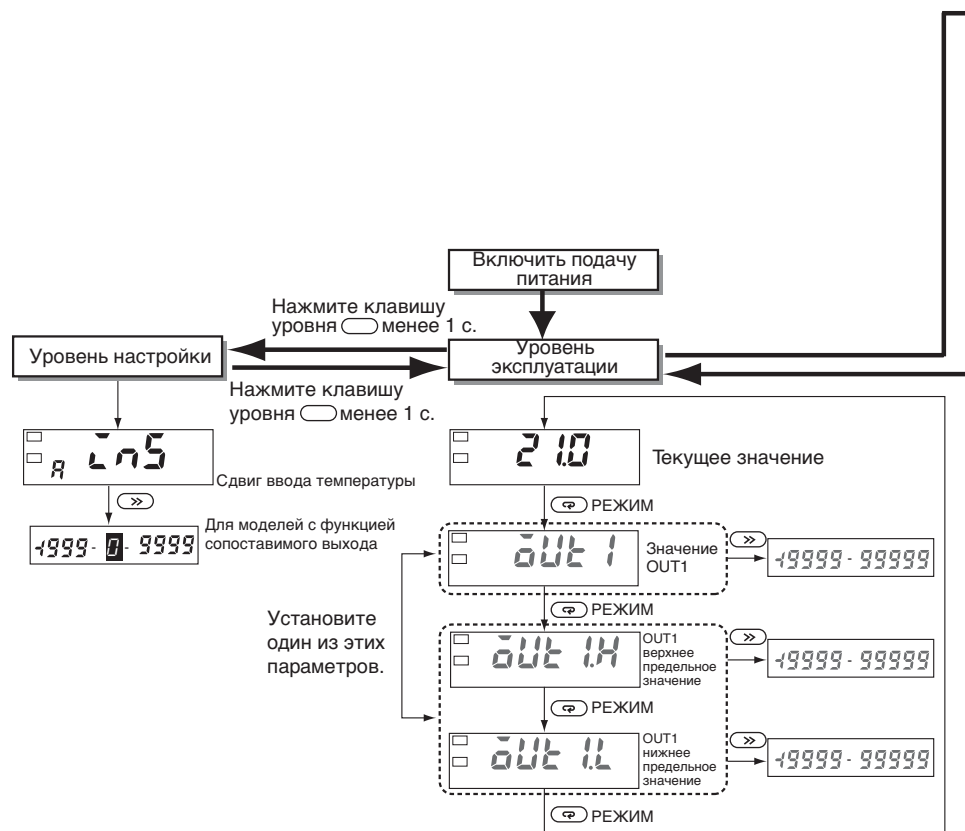 Включить подачу
питания
Нажмите клавишу
уровня менее 1 с.
Уровень настройки
Уровень
эксплуатации
Нажмите клавишу
уровня менее 1 с.
A inS
Сдвиг ввода температуры
21.0
Текущее значение
РЕЖИМ
-1999 - 0 - 9999
Для моделей с функцией
сопоставимого выхода
oUt 1
Значение
OUT1
-19999 - 99999
РЕЖИМ
Установите
один из этих
параметров.
oUt 1.H
OUT1
верхнее
предельное
значение
-19999 - 99999
РЕЖИМ
oUt 1.L
OUT1
нижнее
предельное
значение
-19999 - 99999
РЕЖИМ